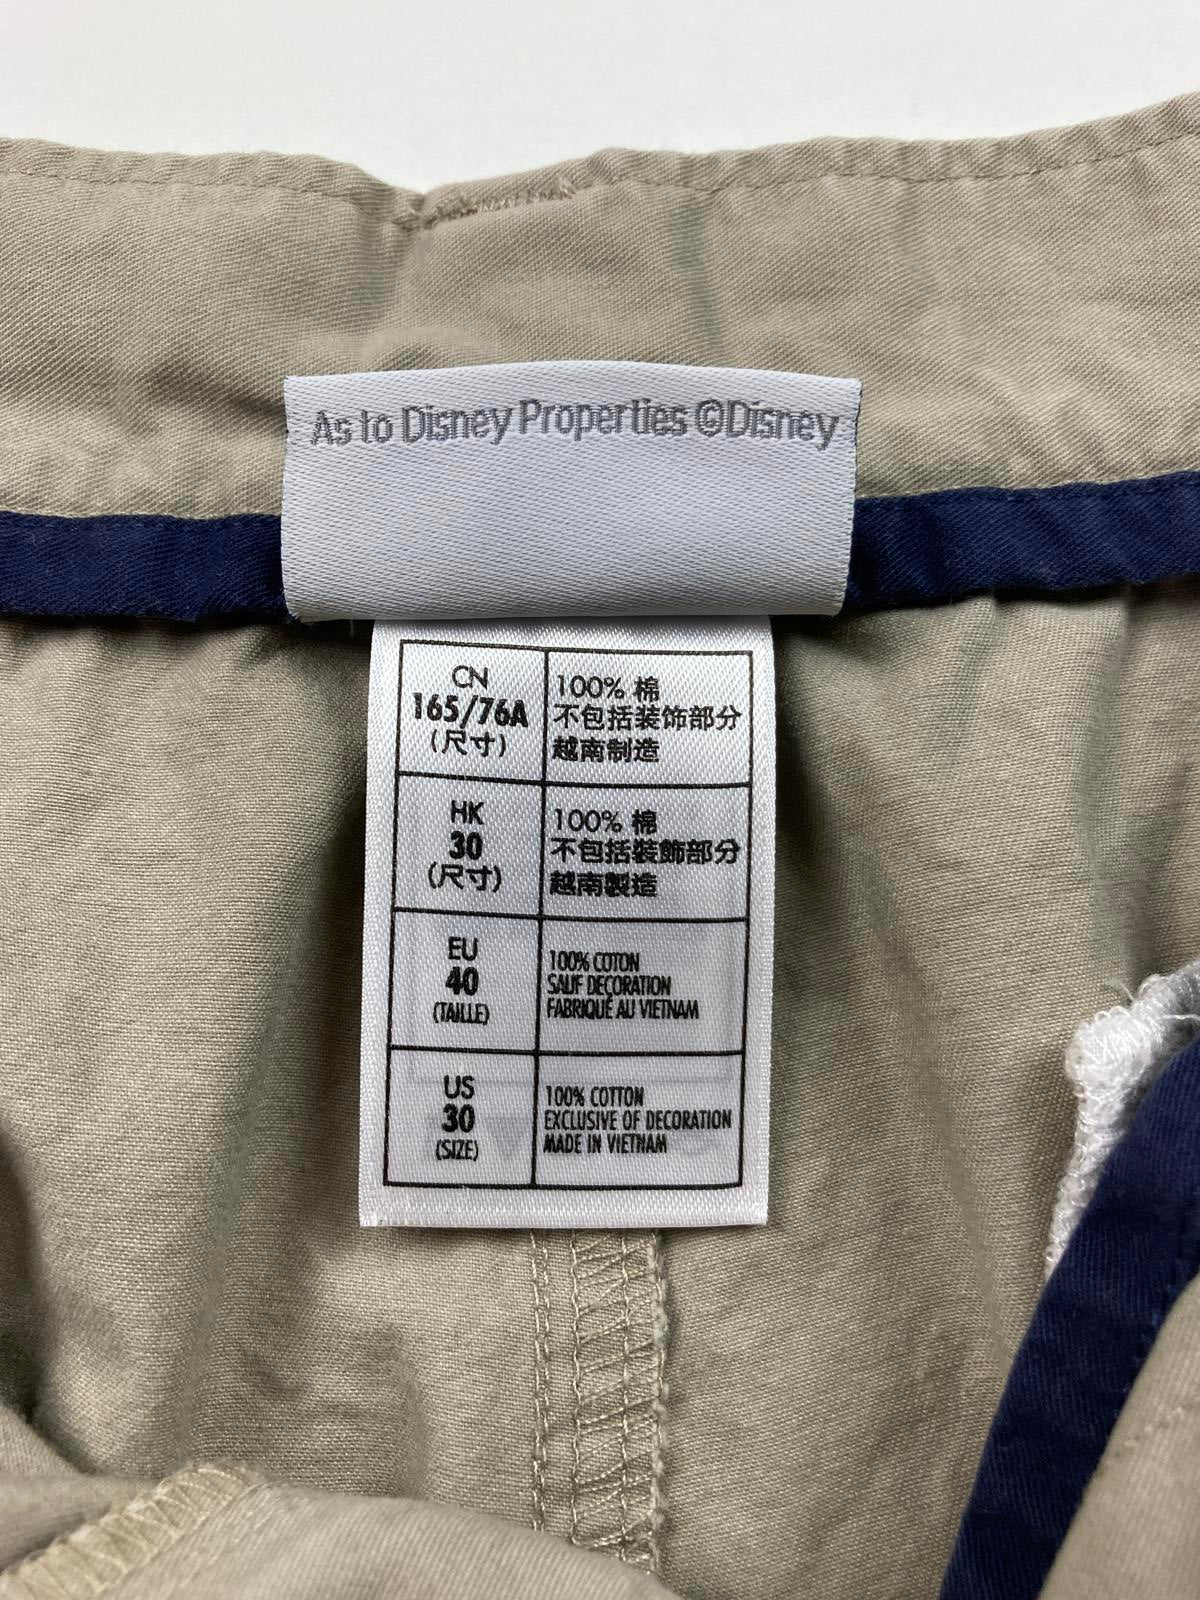 As to Disney Properties ©Disney
CN
165/76A
(尺寸)
100% 棉
不包括装饰部分
越南制造
HK
30
(尺寸)
100% 棉
不包括裝飾部分
越南製造
EU
40
(TAILLE)
100% COTON
SAUF DECORATION
FABRIQUÉ AU VIETNAM
US
30
(SIZE)
100% COTTON
EXCLUSIVE OF DECORATION
MADE IN VIETNAM